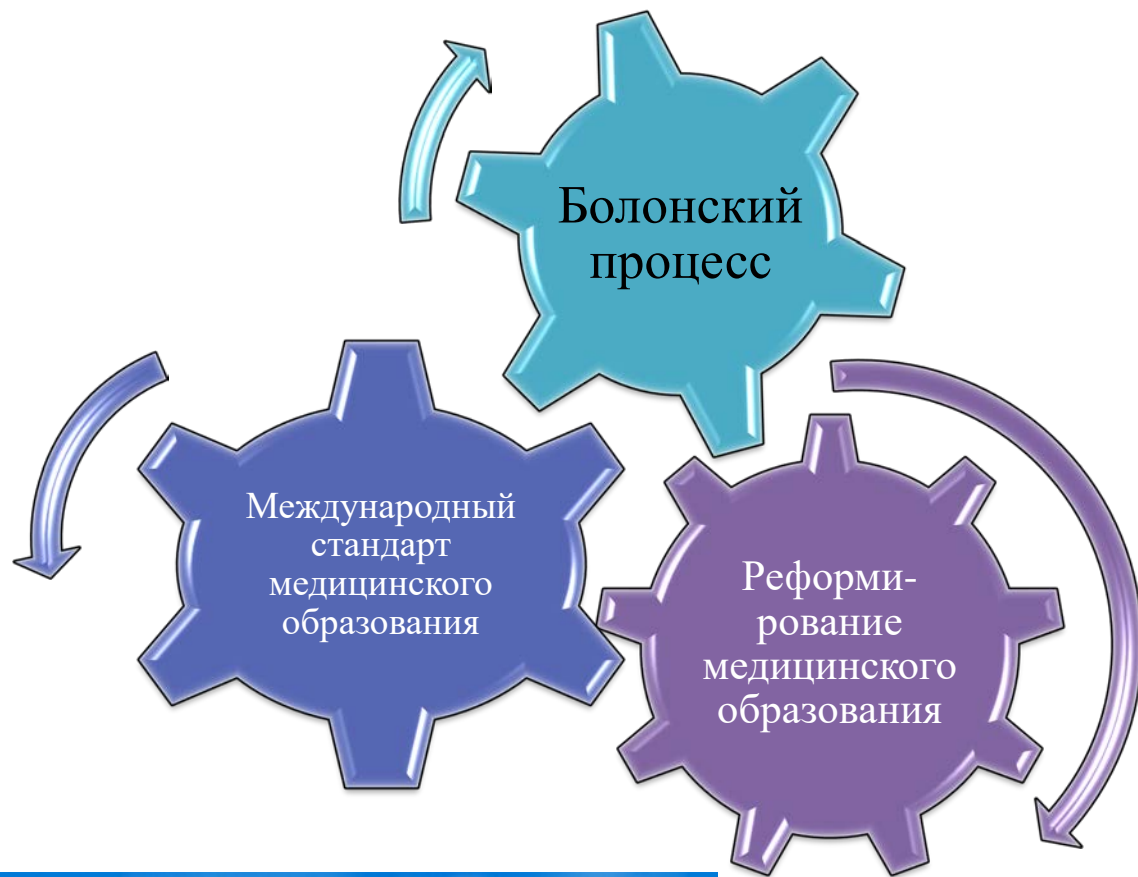 Болонский
процесс
Международный
стандарт
медицинского
образования
Реформи-
рование
медицинского
образования